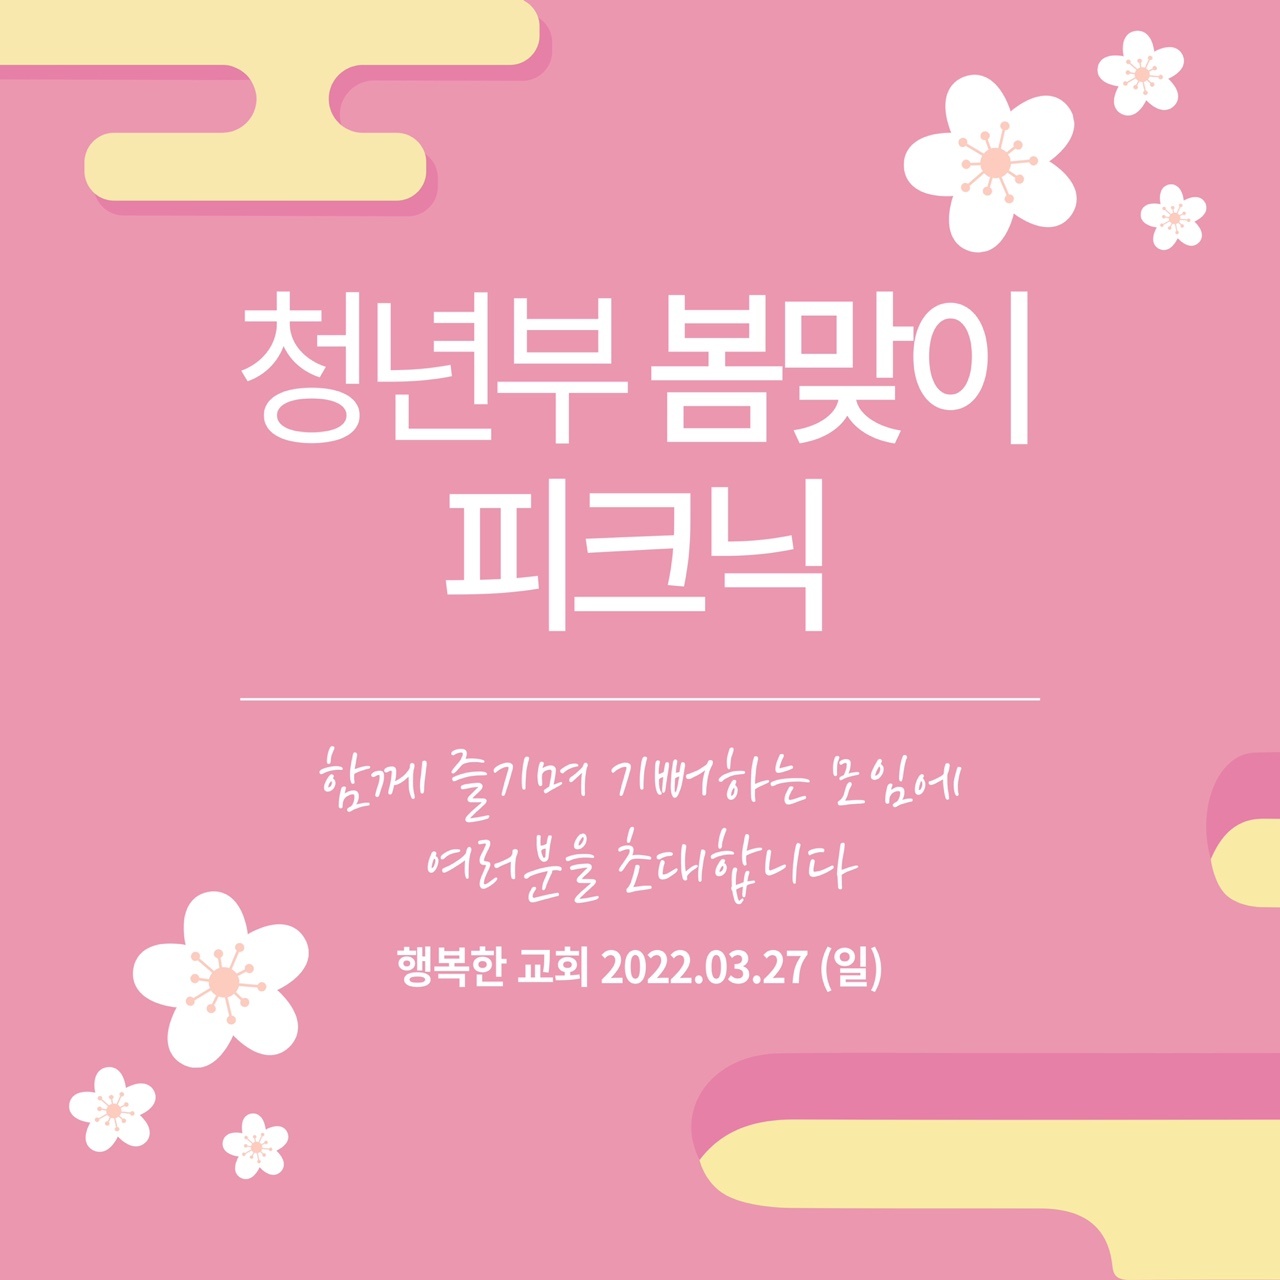 청년부 봄맞이
피크닉
함께 즐기며 기뻐하는 모임에
여러분을 초대합니다
행복한 교회 2022.03.27 (일)